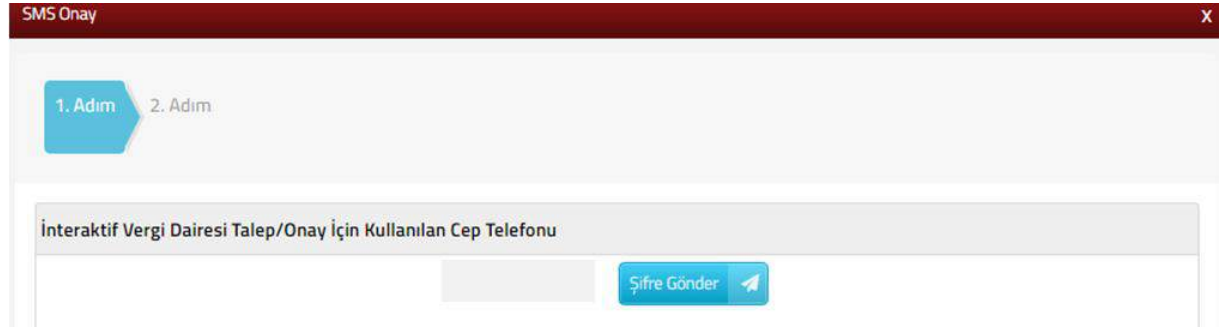 SMS Onay
X
1. Adım
2. Adım
İnteraktif Vergi Dairesi Talep/Onay İçin Kullanılan Cep Telefonu
Şifre Gönder